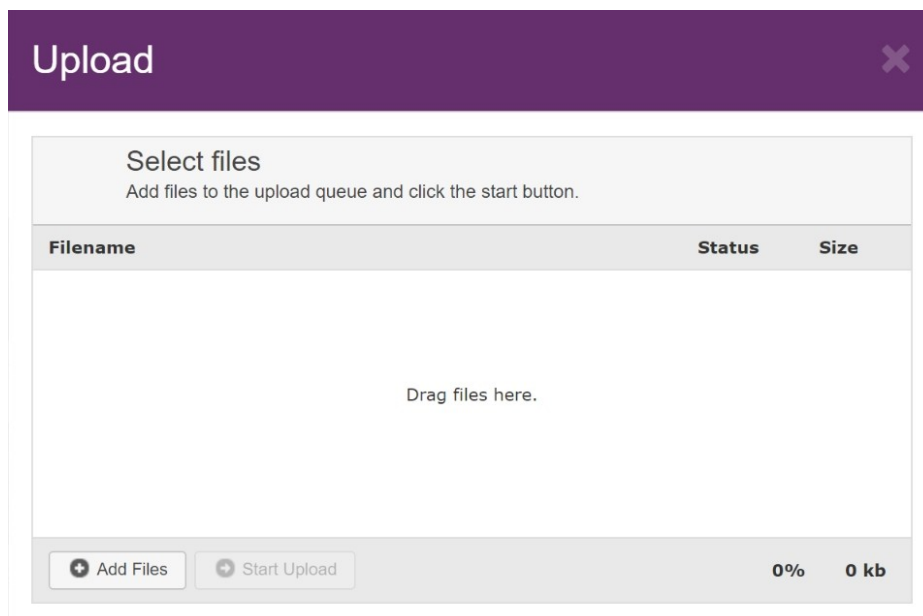 Upload
Select files
Add files to the upload queue and click the start button.
Filename Status Size
Drag files here.
Add Files Start Upload 0% 0 kb